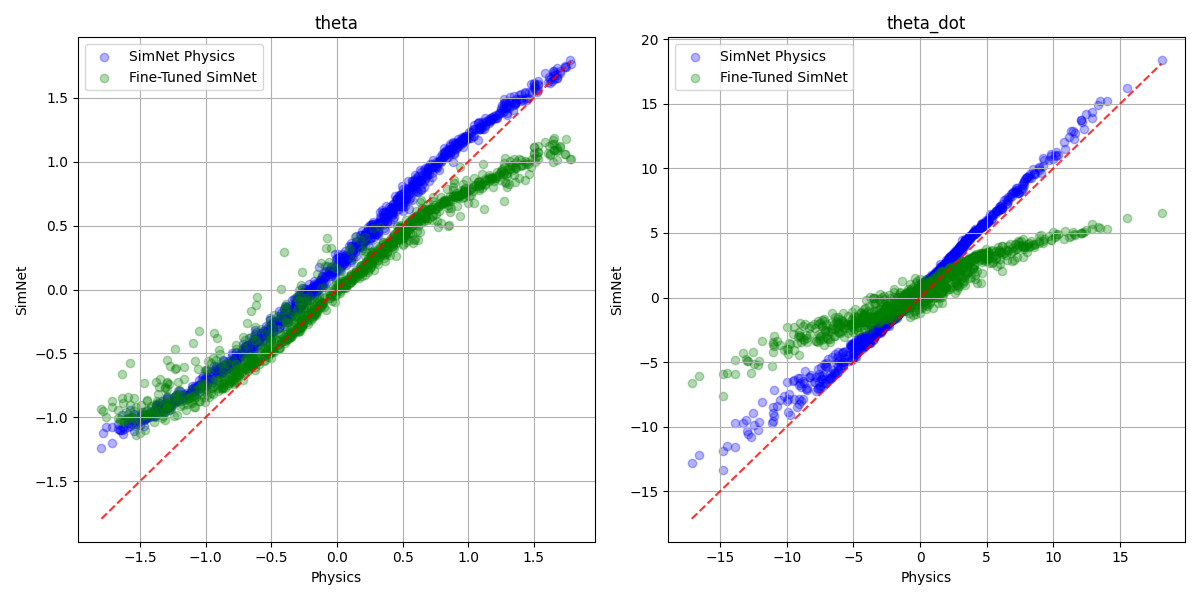 theta
SimNet Physics
Fine-Tuned SimNet
1.5
1.0
0.5
0.0
−0.5
−1.0
−1.5
SimNet
−1.5 −1.0 −0.5 0.0 0.5 1.0 1.5
Physics
theta_dot
SimNet Physics
Fine-Tuned SimNet
20
15
10
5
0
−5
−10
−15
SimNet
−15 −10 −5 0 5 10 15
Physics